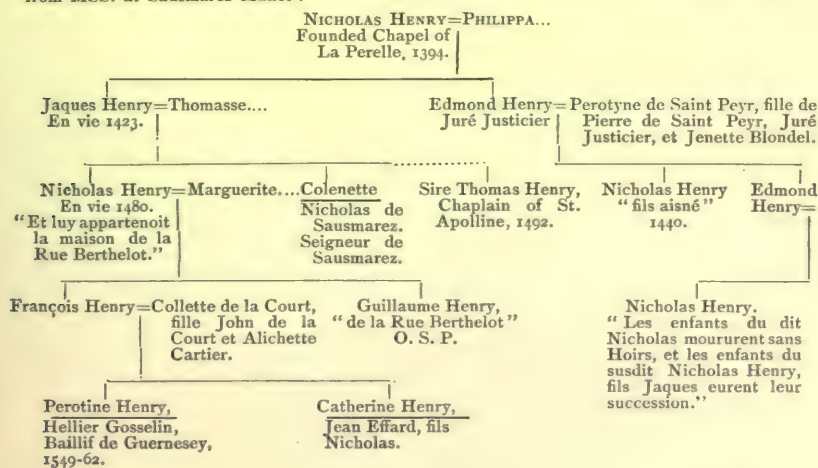 NICHOLAS HENRY=PHILIPPA...
Founded Chapel of
La Perelle, 1394.
Jaques Henry=Thomasse....
En vie 1423.
Edmond Henry=Perotyne de Saint Peyr, fille de
Juré Justicier
Pierre de Saint Peyr, Juré
Justicier, et Jenette Blondel.
Nicholas Henry=Marguerite....
En vie 1480.
"Et luy appartenoit
la maison de la
Rue Berthelot."
Colenette
Nicholas de
Sausmarez.
Seigneur de
Sausmarez.
Sire Thomas Henry,
Chaplain of St.
Apolline, 1492.
Nicholas Henry
"fils aisné"
1440.
Edmond
Henry=
François Henry=Collette de la Court,
fille John de la
Court et Alichette
Cartier.
Guillaume Henry,
"de la Rue Berthelot"
O. S. P.
Nicholas Henry.
"Les enfants du dit
Nicholas moururent sans
Hoirs, et les enfants du
susdit Nicholas Henry,
fils Jaques eurent leur
succession."
Perotine Henry,
Hellier Gosselin,
Baillif de Guernesey,
1549-62.
Catherine Henry,
Jean Effard, fils
Nicholas.